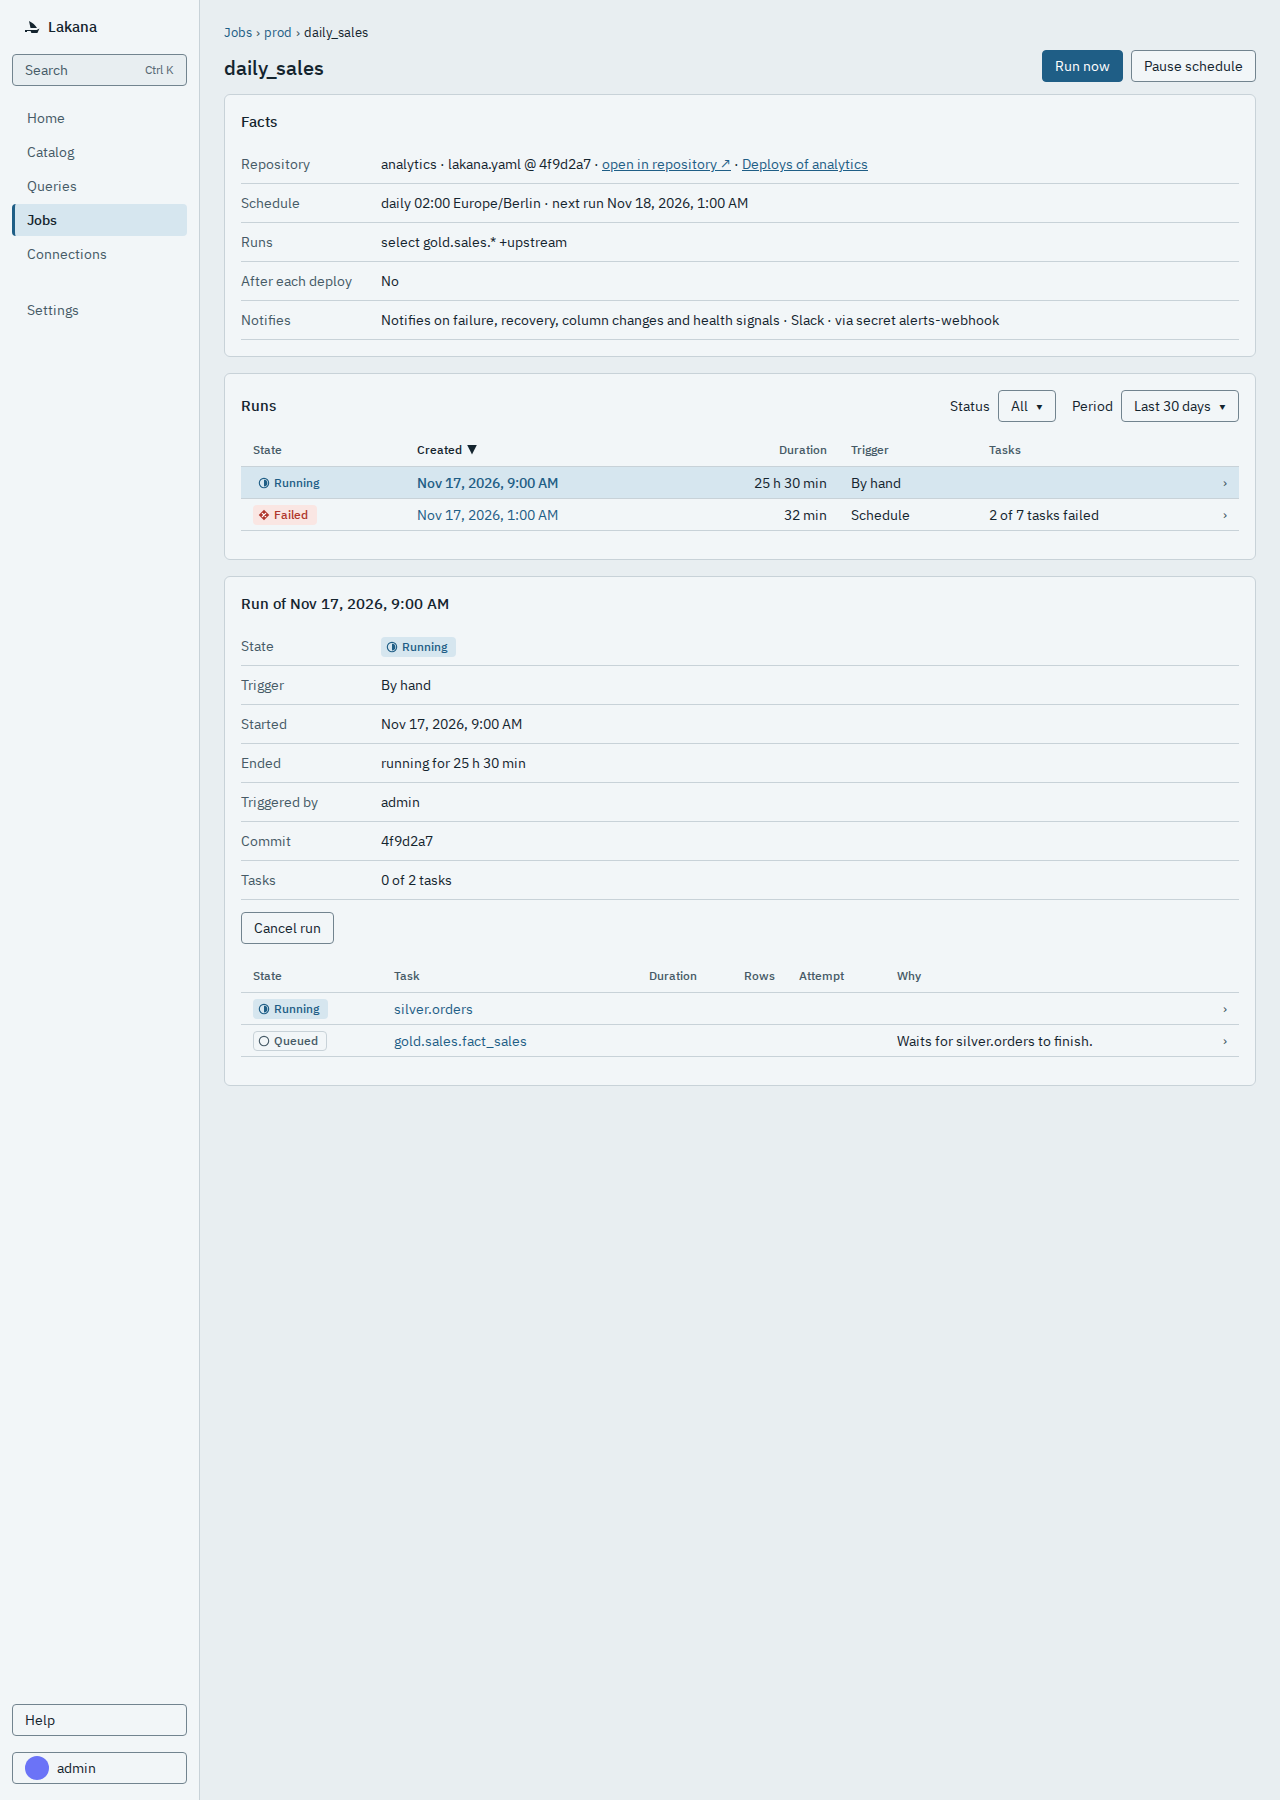 Lakana
Search Ctrl K
Home
Catalog
Queries
Jobs
Connections
Settings
Help
admin
Jobs › prod › daily_sales
daily_sales
Run now Pause schedule
Facts
Repository analytics · lakana.yaml @ 4f9d2a7 · open in repository ↗ · Deploys of analytics
Schedule daily 02:00 Europe/Berlin · next run Nov 18, 2026, 1:00 AM
Runs select gold.sales.* +upstream
After each deploy No
Notifies Notifies on failure, recovery, column changes and health signals · Slack · via secret alerts-webhook
Runs Status All ▾ Period Last 30 days ▾
State Created ▼ Duration Trigger Tasks
Running Nov 17, 2026, 9:00 AM 25 h 30 min By hand ›
Failed Nov 17, 2026, 1:00 AM 32 min Schedule 2 of 7 tasks failed ›
Run of Nov 17, 2026, 9:00 AM
State Running
Trigger By hand
Started Nov 17, 2026, 9:00 AM
Ended running for 25 h 30 min
Triggered by admin
Commit 4f9d2a7
Tasks 0 of 2 tasks
Cancel run
State Task Duration Rows Attempt Why
Running silver.orders ›
Queued gold.sales.fact_sales Waits for silver.orders to finish. ›